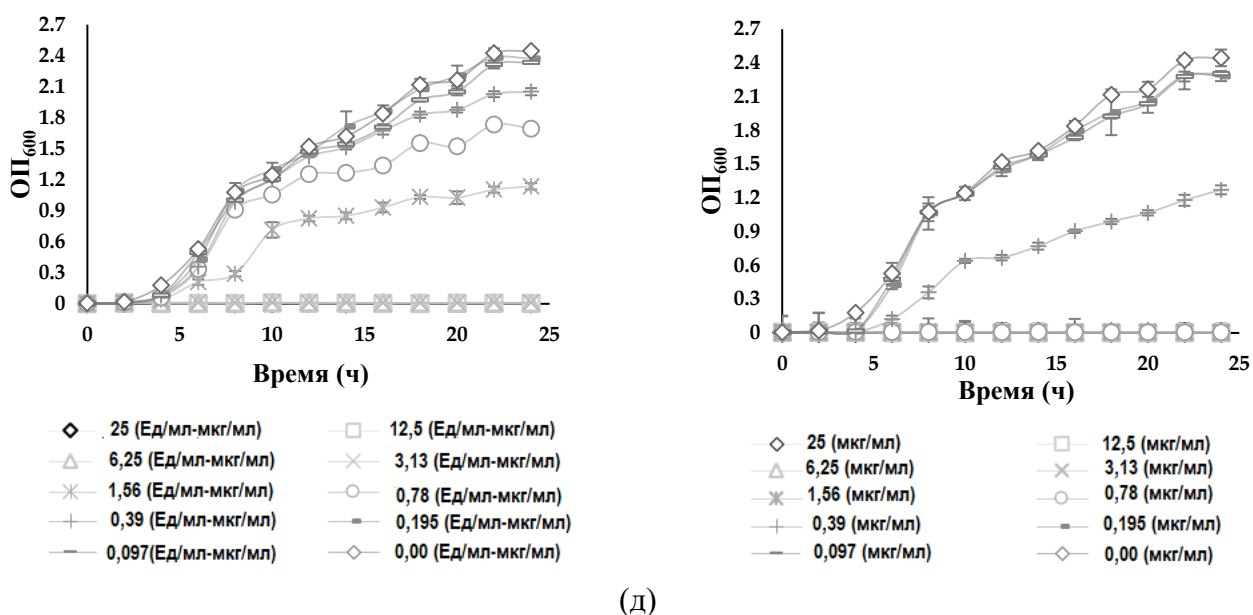 2.7
2.4
2.1
1.8
1.5
1.2
0.9
0.6
0.3
0
ОП600
0 5 10 15 20 25
Время (ч)
25 (Ед/мл-мкг/мл)
12,5 (Ед/мл-мкг/мл)
6,25 (Ед/мл-мкг/мл)
3,13 (Ед/мл-мкг/мл)
1,56 (Ед/мл-мкг/мл)
0,78 (Ед/мл-мкг/мл)
0,39 (Ед/мл-мкг/мл)
0,195 (Ед/мл-мкг/мл)
0,097(Ед/мл-мкг/мл)
0,00 (Ед/мл-мкг/мл)
2.7
2.4
2.1
1.8
1.5
1.2
0.9
0.6
0.3
0
ОП600
0 5 10 15 20 25
Время (ч)
25 (мкг/мл)
12,5 (мкг/мл)
6,25 (мкг/мл)
3,13 (мкг/мл)
1,56 (мкг/мл)
0,78 (мкг/мл)
0,39 (мкг/мл)
0,195 (мкг/мл)
0,097 (мкг/мл)
0,00 (мкг/мл)
(д)